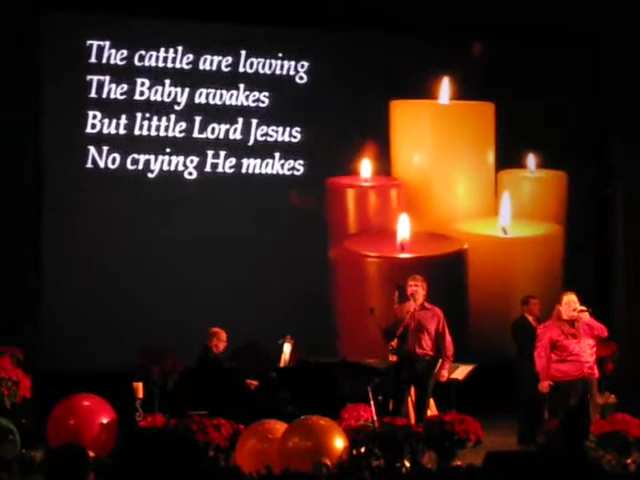 The cattle are lowing
The Baby awakes
But little Lord Jesus
No crying He makes